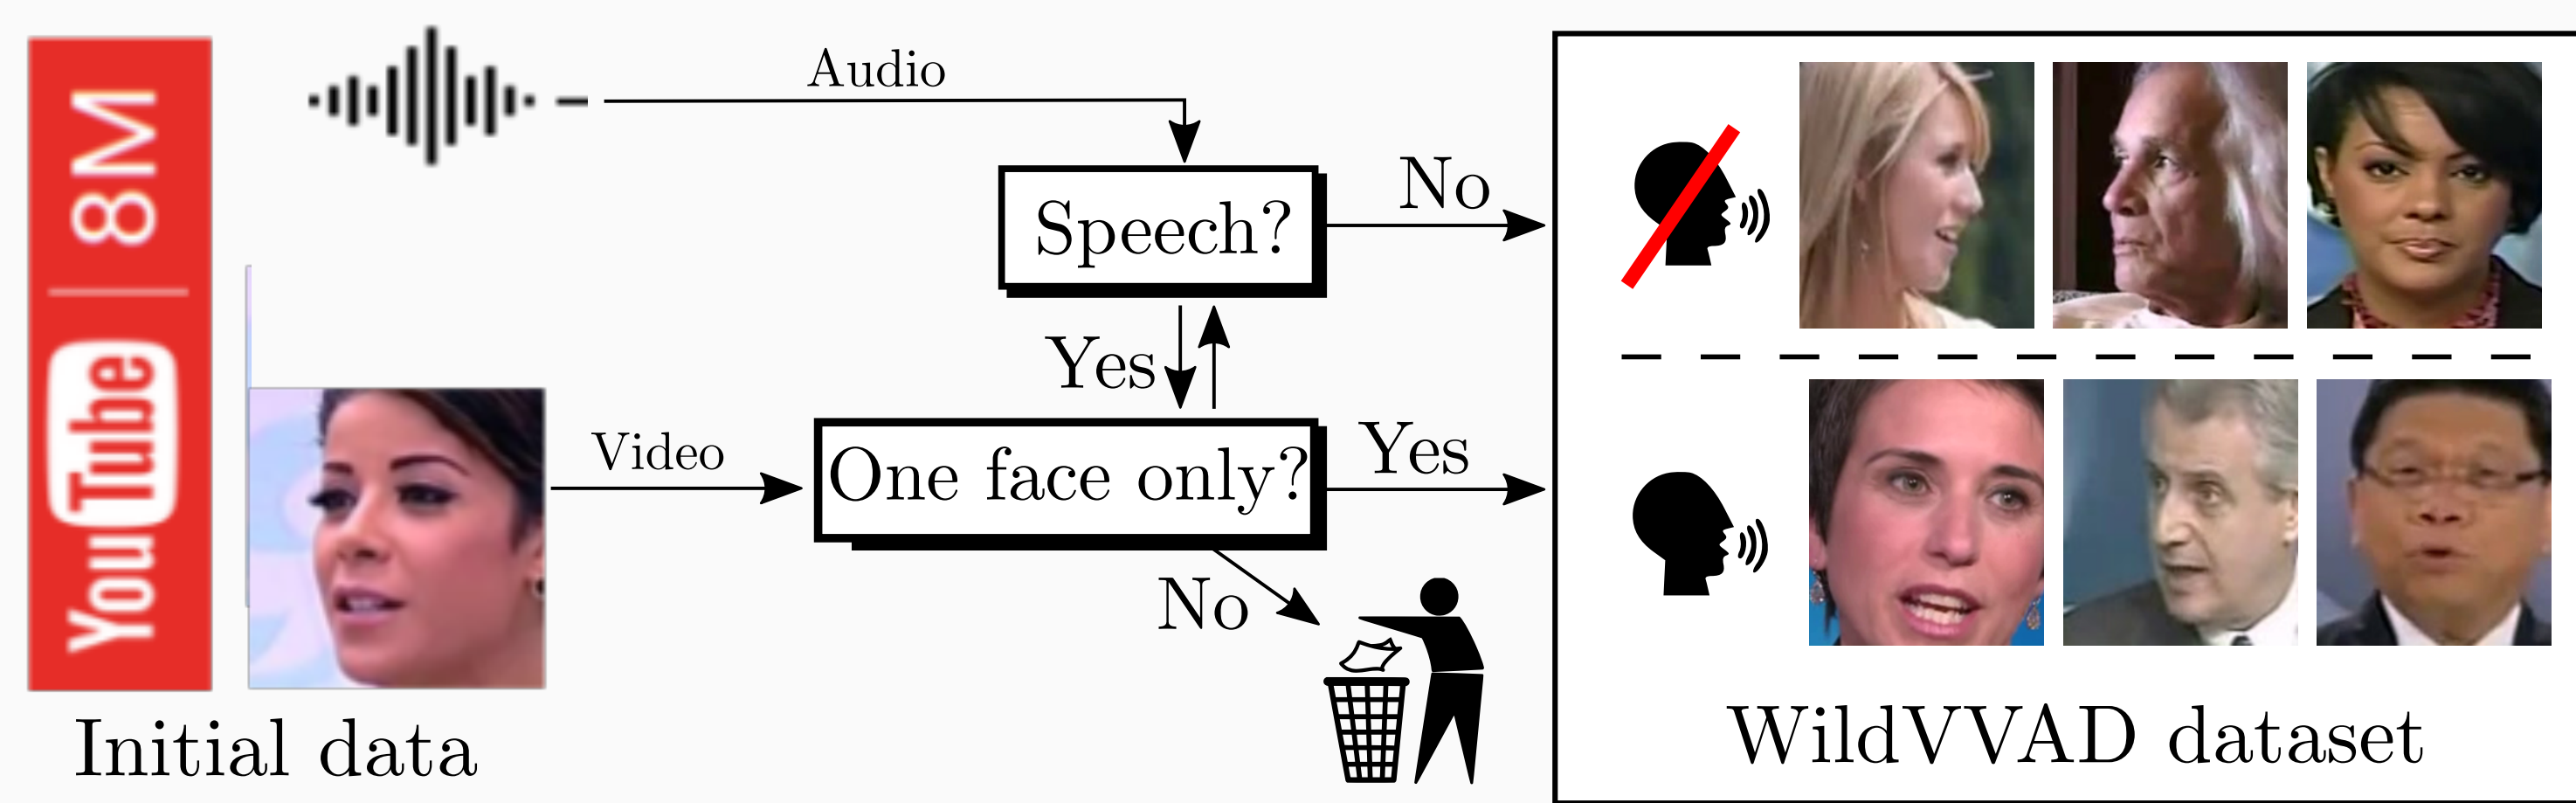 YouTube | 8M
Audio
Speech?
No
Yes
Video
One face only?
Yes
No
Initial data
WildVVAD dataset